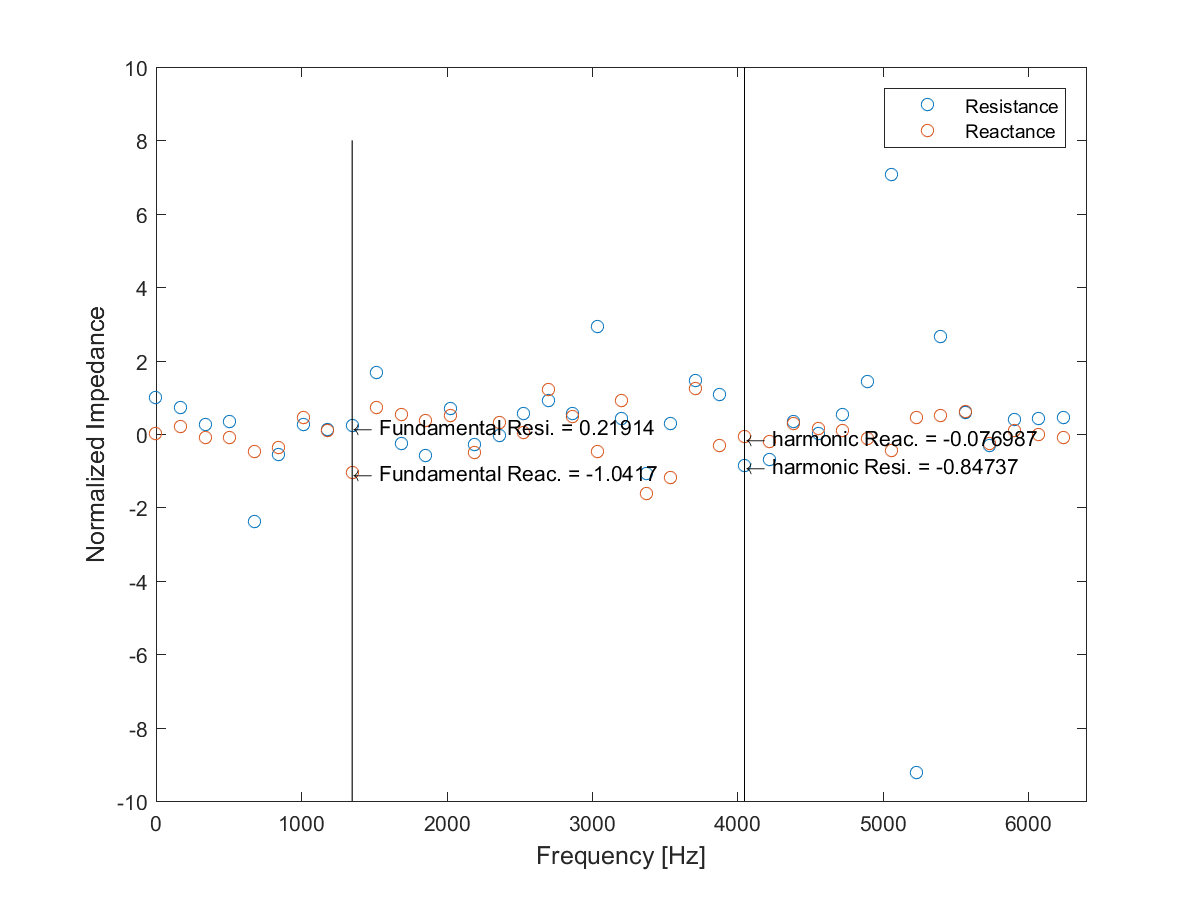 10
8
6
4
2
0
-2
-4
-6
-8
-10
Normalized Impedance
Resistance
Reactance
Fundamental Resi. = 0.21914
Fundamental Reac. = -1.0417
harmonic Reac. = -0.076987
harmonic Resi. = -0.84737
0 1000 2000 3000 4000 5000 6000
Frequency [Hz]